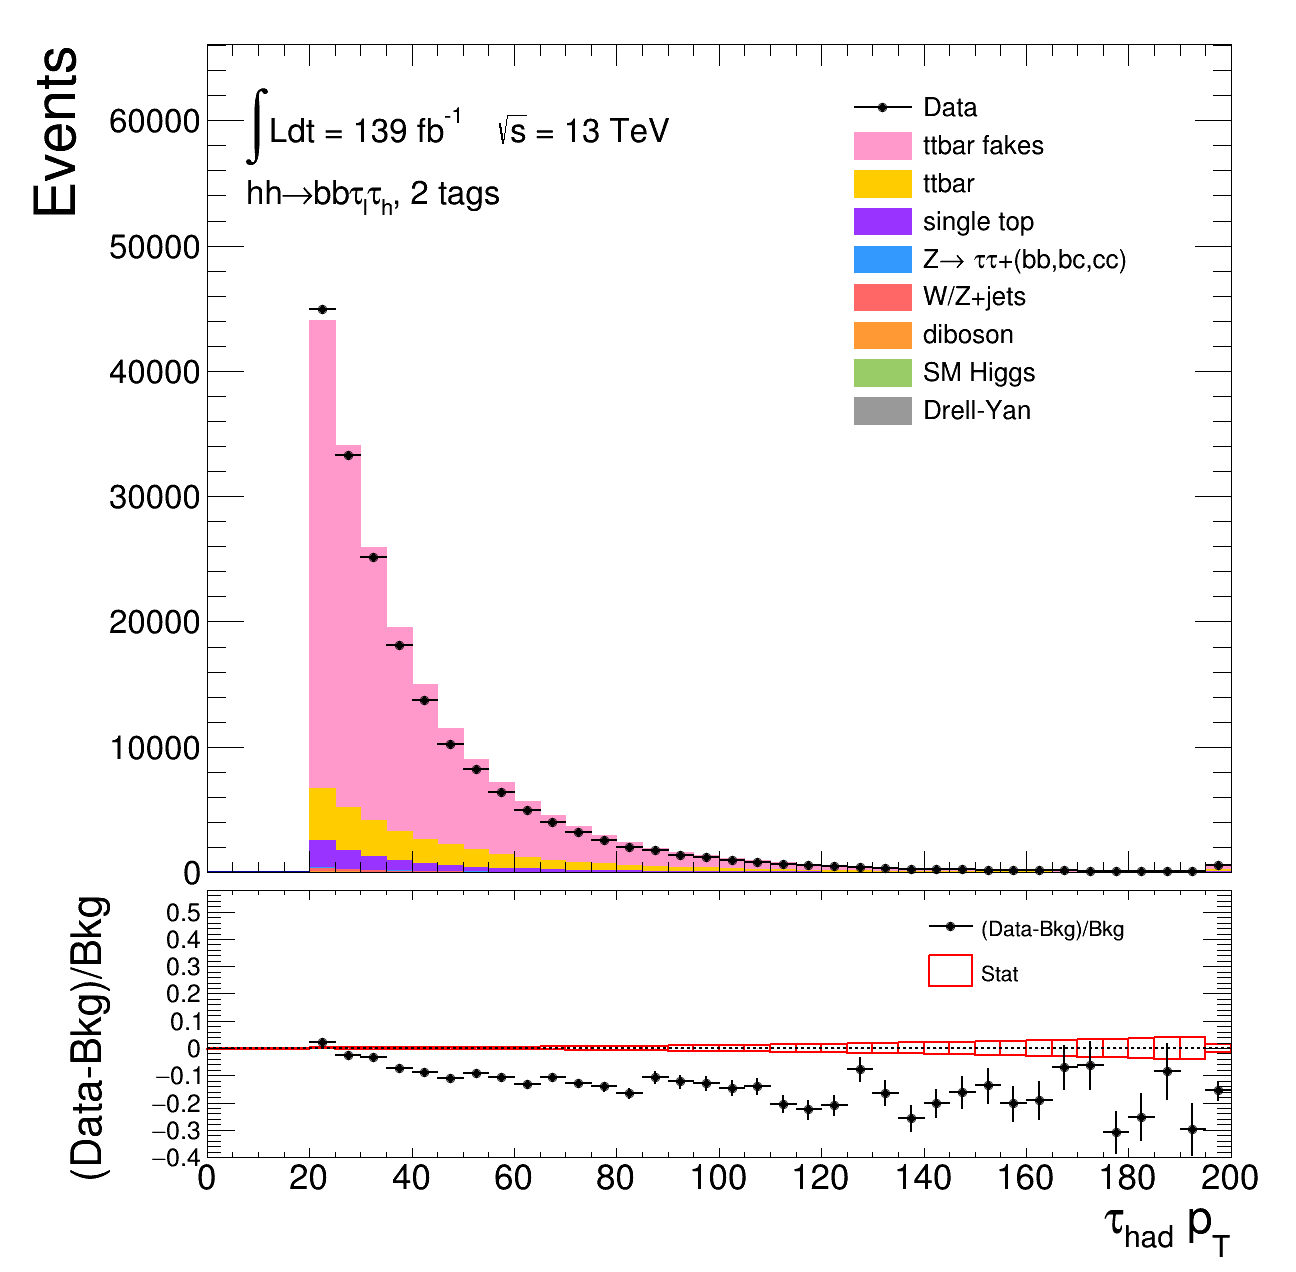 Events
60000
50000
40000
30000
20000
10000
0
∫Ldt = 139 fb⁻¹ √s = 13 TeV
hh→bbτ_lτ_h, 2 tags
Data
ttbar fakes
ttbar
single top
Z→ ττ+(bb,bc,cc)
W/Z+jets
diboson
SM Higgs
Drell-Yan
(Data-Bkg)/Bkg
0.5
0.4
0.3
0.2
0.1
0
−0.1
−0.2
−0.3
−0.4
(Data-Bkg)/Bkg
Stat
0 20 40 60 80 100 120 140 160 180 200
τ_had p_T